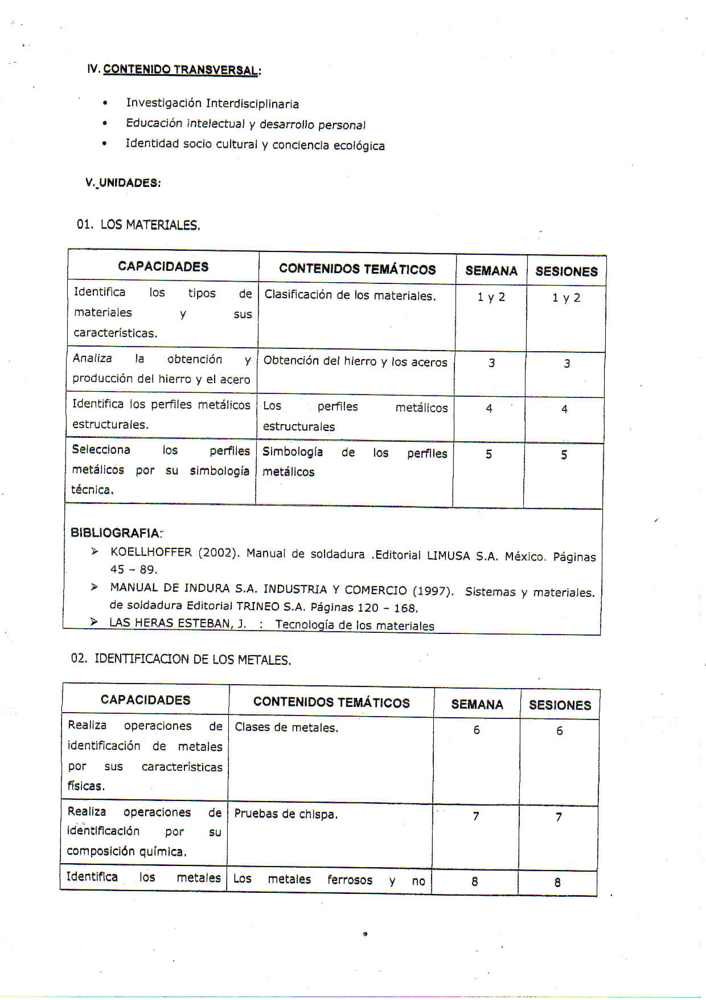 IV. CONTENIDO TRANSVERSAL:
• Investigación Interdisciplinaria
• Educación intelectual y desarrollo personal
• Identidad socio cultural y conciencia ecológica
V. UNIDADES:
01. LOS MATERIALES.
CAPACIDADES CONTENIDOS TEMÁTICOS SEMANA SESIONES
Identifica los tipos de Clasificación de los materiales. 1 y 2 1 y 2
materiales y sus
características.
Analiza la obtención y Obtención del hierro y los aceros 3 3
producción del hierro y el acero
Identifica los perfiles metálicos Los perfiles metálicos 4 4
estructurales. estructurales
Selecciona los perfiles Simbología de los perfiles 5 5
metálicos por su simbología metálicos
técnica.
BIBLIOGRAFIA:
➢ KOELLHOFFER (2002). Manual de soldadura .Editorial LIMUSA S.A. México. Páginas
45 – 89.
➢ MANUAL DE INDURA S.A. INDUSTRIA Y COMERCIO (1997). Sistemas y materiales.
de soldadura Editorial TRINEO S.A. Páginas 120 – 168.
➢ LAS HERAS ESTEBAN, J. : Tecnología de los materiales
02. IDENTIFICACION DE LOS METALES.
CAPACIDADES CONTENIDOS TEMÁTICOS SEMANA SESIONES
Realiza operaciones de Clases de metales. 6 6
identificación de metales
por sus características
físicas.
Realiza operaciones de Pruebas de chispa. 7 7
identificación por su
composición química.
Identifica los metales Los metales ferrosos y no 8 8